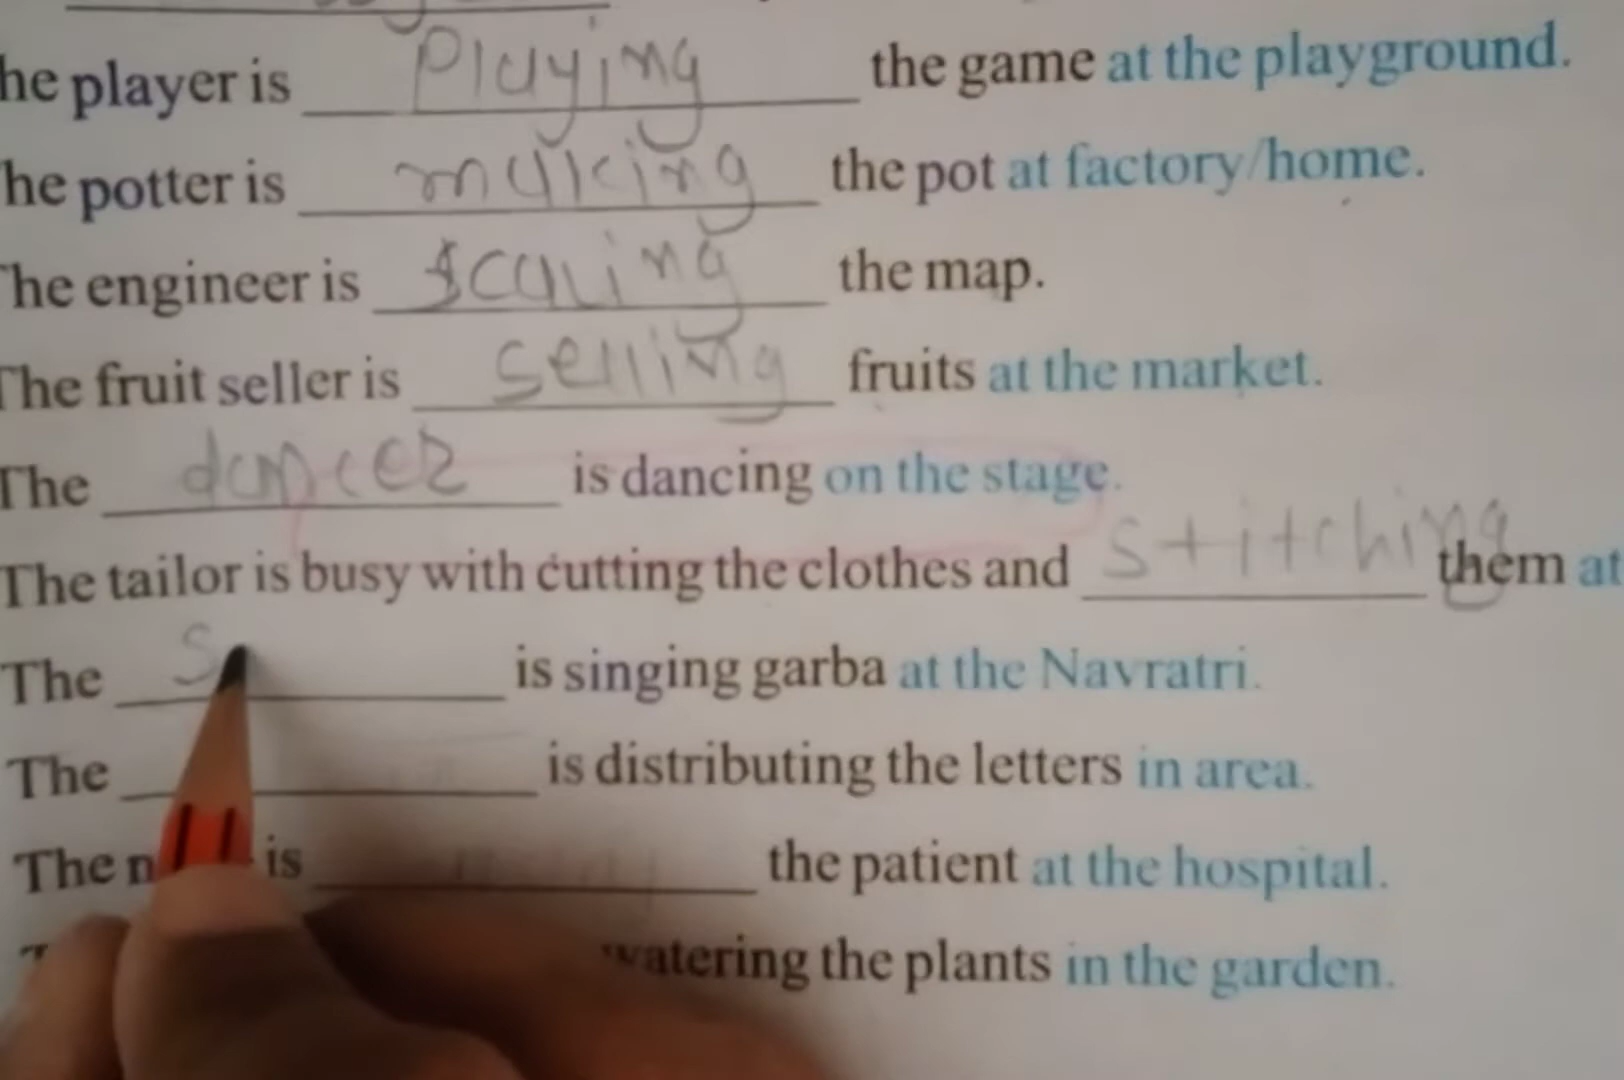 he player is playing the game at the playground.
he potter is making the pot at factory/home.
The engineer is scaling the map.
The fruit seller is selling fruits at the market.
The dancer is dancing on the stage.
The tailor is busy with cutting the clothes and stitching them at
The S is singing garba at the Navratri.
The is distributing the letters in area.
The n is the patient at the hospital.
watering the plants in the garden.